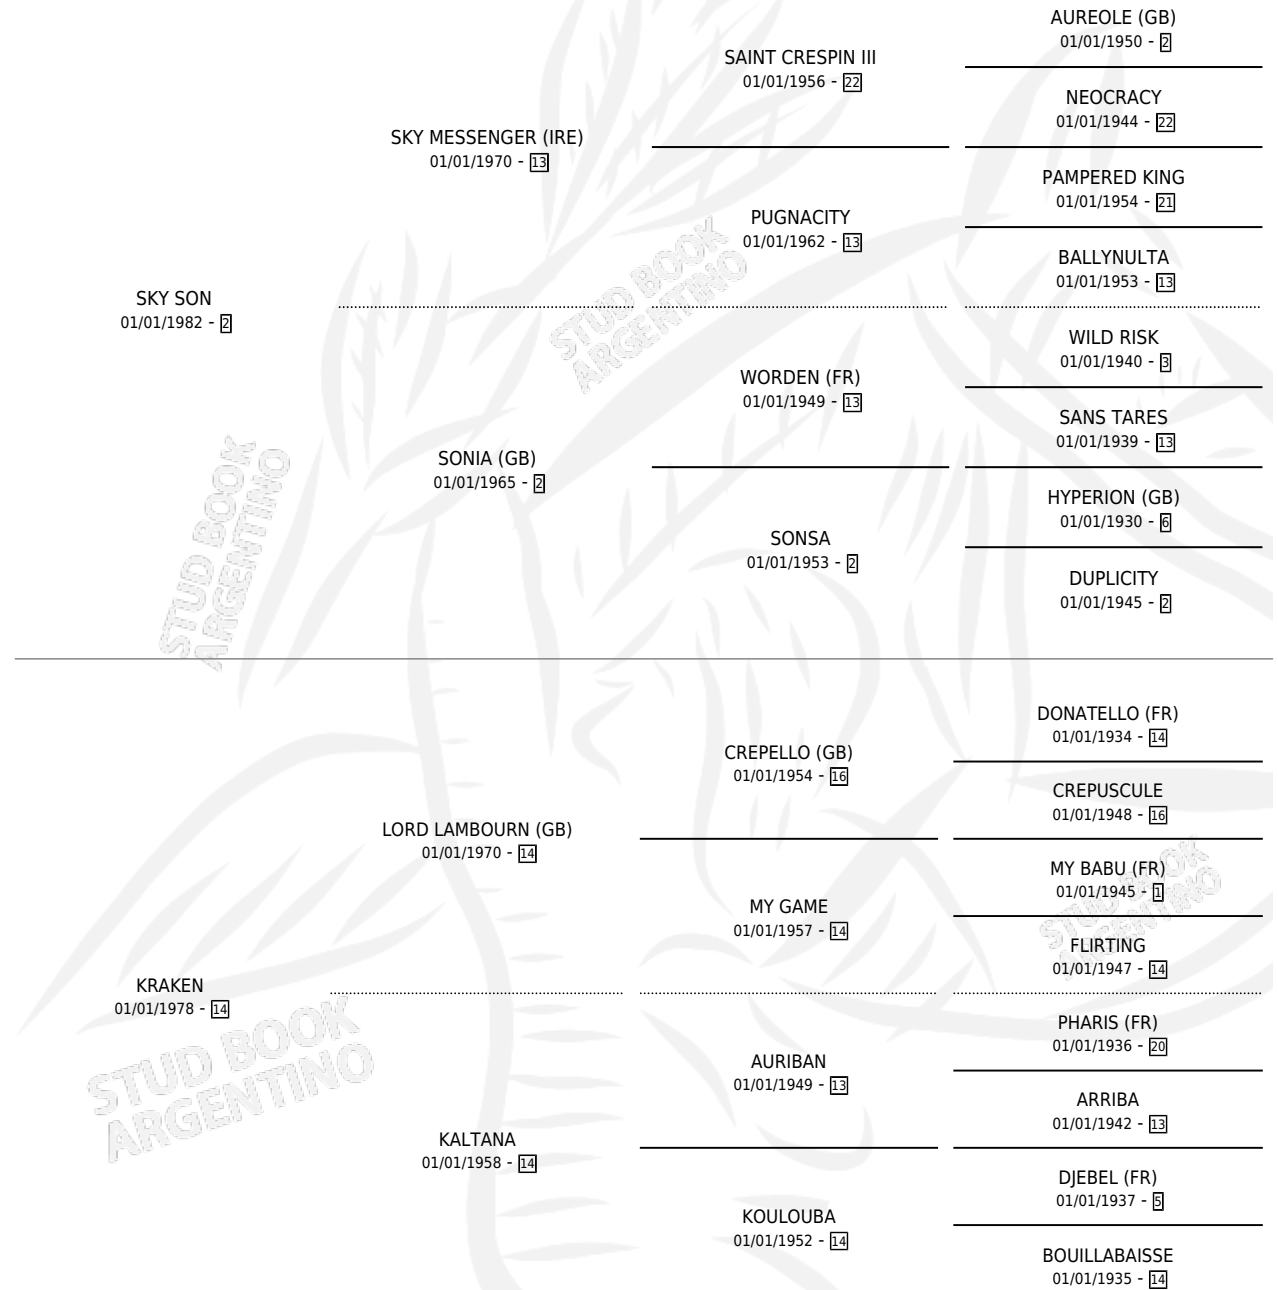 AUREOLE (GB)
01/01/1950 - 2
SAINT CRESPIN III
01/01/1956 - 22
NEOCRACY
01/01/1944 - 22
SKY MESSENGER (IRE)
01/01/1970 - 13
PAMPERED KING
01/01/1954 - 21
PUGNACITY
01/01/1962 - 13
BALLYNULTA
01/01/1953 - 13
SKY SON
01/01/1982 - 2
STUD BOOK
ARGENTINO
WILD RISK
01/01/1940 - 3
WORDEN (FR)
01/01/1949 - 13
SANS TARES
01/01/1939 - 13
SONIA (GB)
01/01/1965 - 2
HYPERION (GB)
01/01/1930 - 6
SONSA
01/01/1953 - 2
DUPLICITY
01/01/1945 - 2
STUD BOOK
ARGENTINO
DONATELLO (FR)
01/01/1934 - 14
CREPELLO (GB)
01/01/1954 - 16
CREPUSCULE
01/01/1948 - 16
LORD LAMBOURN (GB)
01/01/1970 - 14
MY BABU (FR)
01/01/1945 - 1
MY GAME
01/01/1957 - 14
FLIRTING
01/01/1947 - 14
STUD BOOK
ARGENTINO
KRAKEN
01/01/1978 - 14
PHARIS (FR)
01/01/1936 - 20
AURIBAN
01/01/1949 - 13
ARRIBA
01/01/1942 - 13
STUD BOOK
ARGENTINO
KALTANA
01/01/1958 - 14
DJEBEL (FR)
01/01/1937 - 5
KOULOUBA
01/01/1952 - 14
BOUILLABAISSE
01/01/1935 - 14